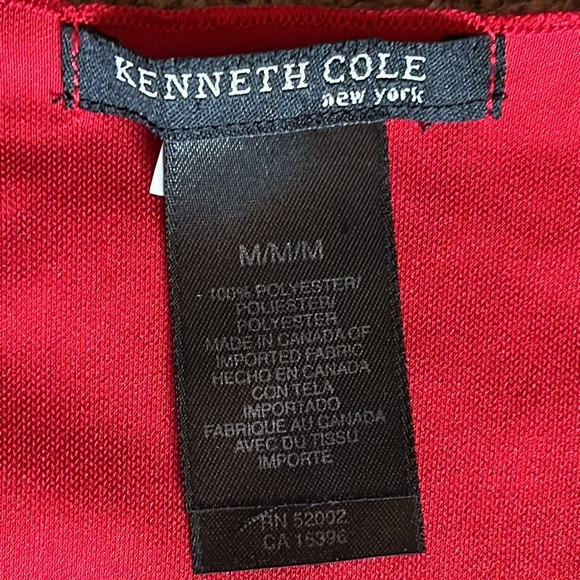 KENNETH COLE
new york
M/M/M
100% POLYESTER/
POLIESTER/
POLYESTER
MADE IN CANADA OF
IMPORTED FABRIC
HECHO EN CANADA
CON TELA
IMPORTADO
FABRIQUE AU CANADA
AVEC DU TISSU
IMPORTE
RN 52002
CA 16396